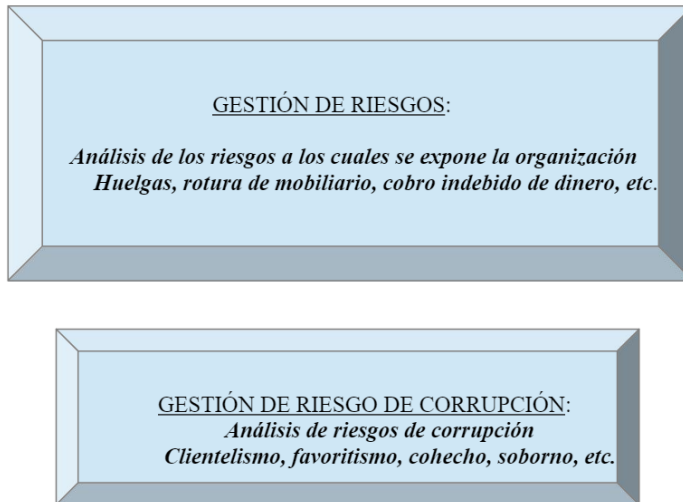 GESTIÓN DE RIESGOS:
Análisis de los riesgos a los cuales se expone la organización
Huelgas, rotura de mobiliario, cobro indebido de dinero, etc.
GESTIÓN DE RIESGO DE CORRUPCIÓN:
Análisis de riesgos de corrupción
Clientelismo, favoritismo, cohecho, soborno, etc.